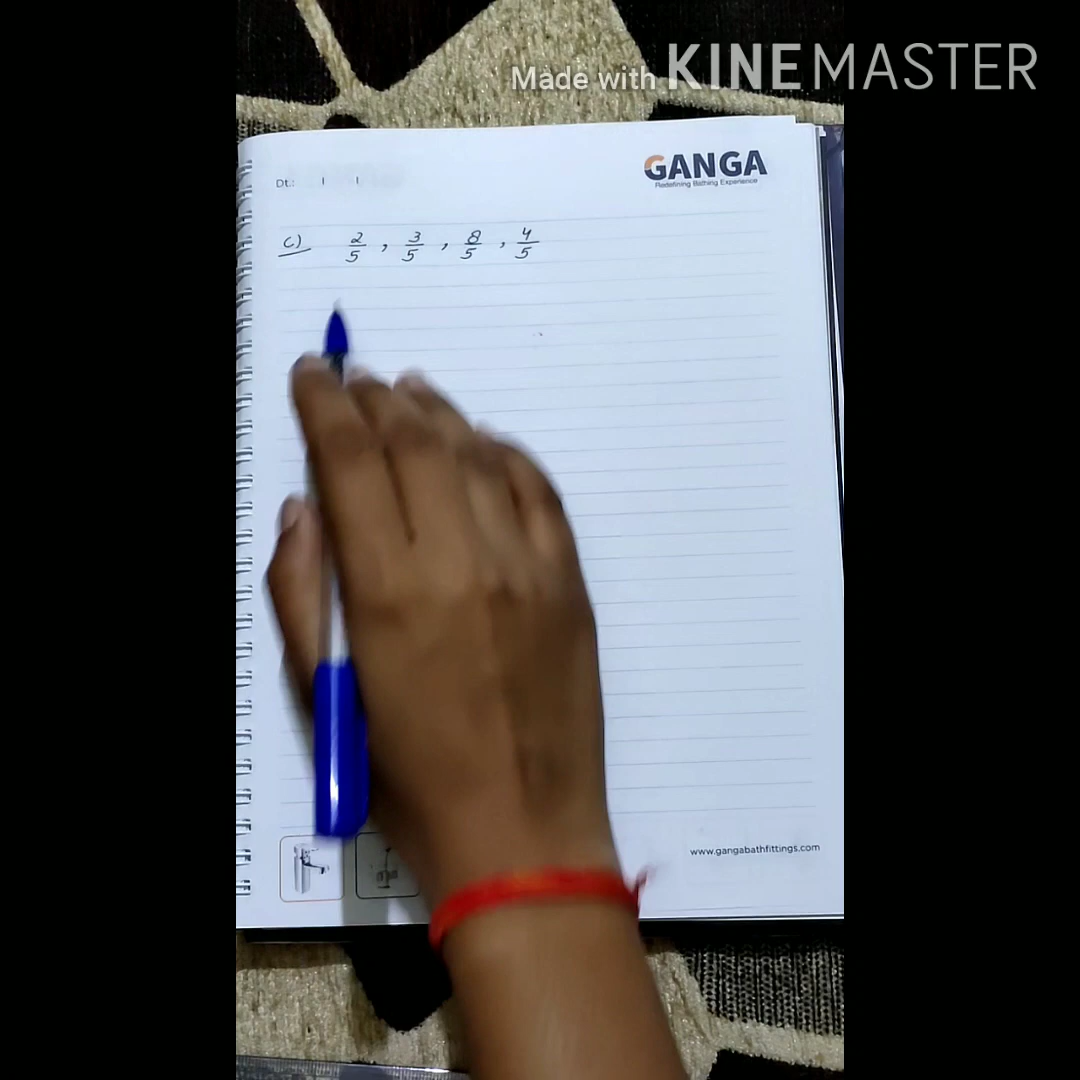 Made with KINEMASTER
GANGA
Redefining Bathing Experience
Dt.: / /
c) 2/5 , 3/5 , 8/5 , 4/5
www.gangabathfittings.com